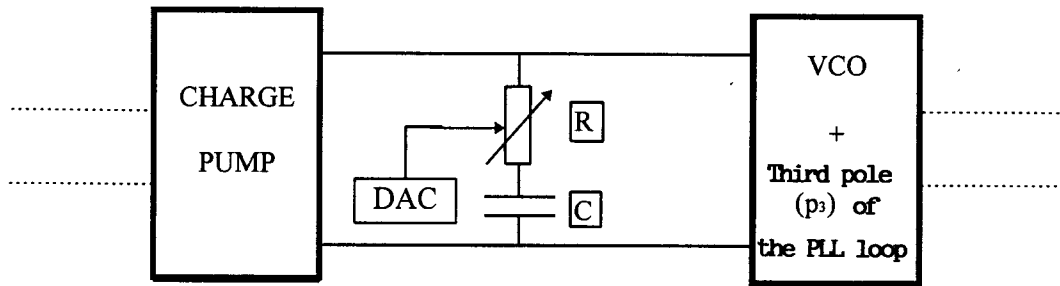 CHARGE
PUMP
R
DAC
C
VCO
+
Third pole
(p3) of
the PLL loop